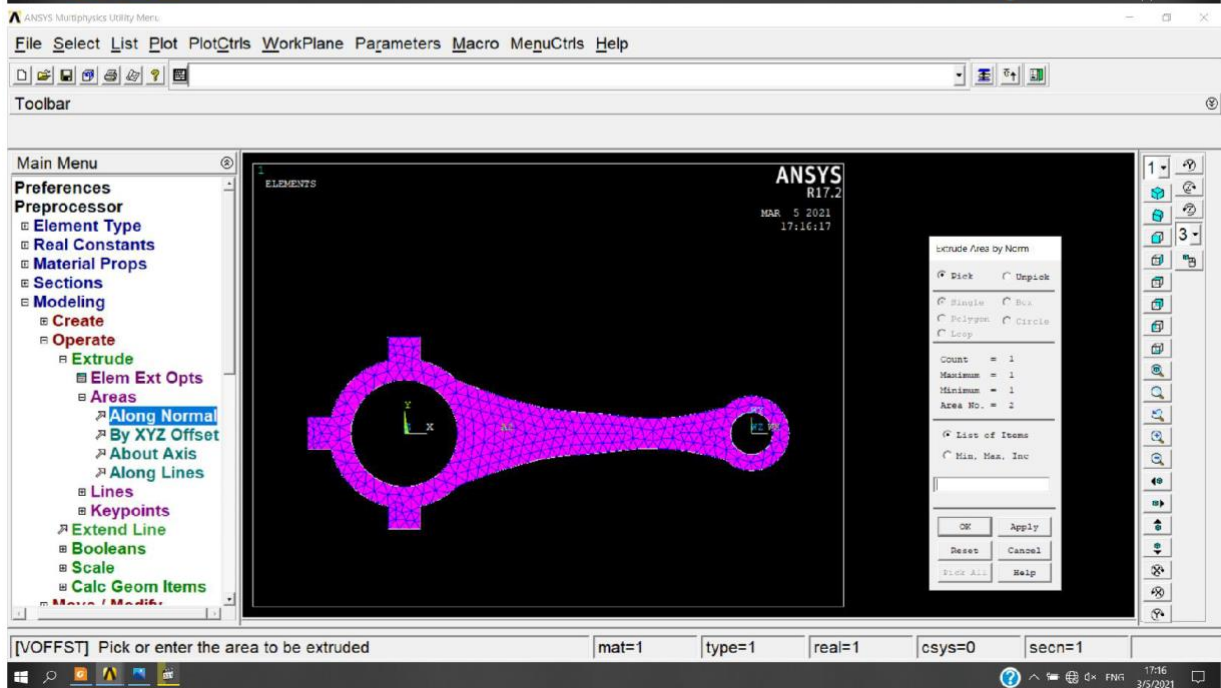 ANSYS Multiphysics Utility Menu
File Select List Plot PlotCtrls WorkPlane Parameters Macro MenuCtrls Help
Toolbar
Main Menu
Preferences
Preprocessor
Element Type
Real Constants
Material Props
Sections
Modeling
Create
Operate
Extrude
Elem Ext Opts
Areas
Along Normal
By XYZ Offset
About Axis
Along Lines
Lines
Keypoints
Extend Line
Booleans
Scale
Calc Geom Items
Move / Modify
1
ELEMENTS
ANSYS
R17.2
MAR 5 2021
17:16:17
Y
X
Extrude Area by Norm
Pick Unpick
Single Box
Polygon Circle
Loop
Count = 1
Maximum = 1
Minimum = 1
Area No. = 2
List of Items
Min, Max, Inc
OK Apply
Reset Cancel
Pick All Help
1
3
[VOFFST] Pick or enter the area to be extruded
mat=1 type=1 real=1 csys=0 secn=1
ENG
17:16
3/5/2021